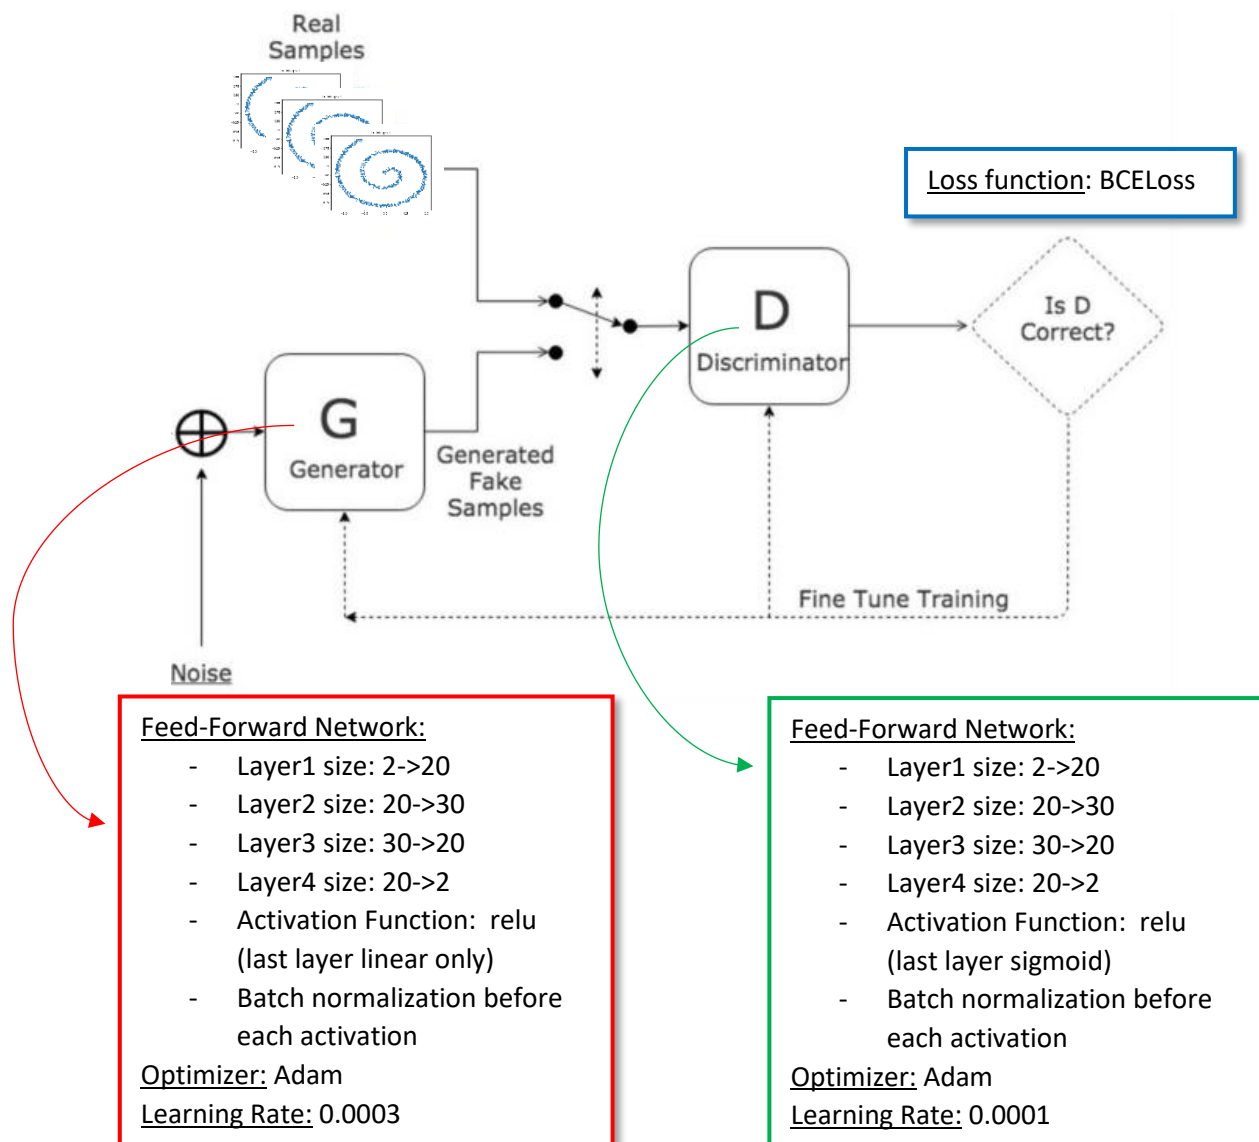 Real
Samples
Loss function: BCELoss
Is D
Correct?
D
Discriminator
G
Generator
Generated
Fake
Samples
Fine Tune Training
Noise
Feed-Forward Network:
- Layer1 size: 2->20
- Layer2 size: 20->30
- Layer3 size: 30->20
- Layer4 size: 20->2
- Activation Function: relu
(last layer linear only)
- Batch normalization before
each activation
Optimizer: Adam
Learning Rate: 0.0003
Feed-Forward Network:
- Layer1 size: 2->20
- Layer2 size: 20->30
- Layer3 size: 30->20
- Layer4 size: 20->2
- Activation Function: relu
(last layer sigmoid)
- Batch normalization before
each activation
Optimizer: Adam
Learning Rate: 0.0001